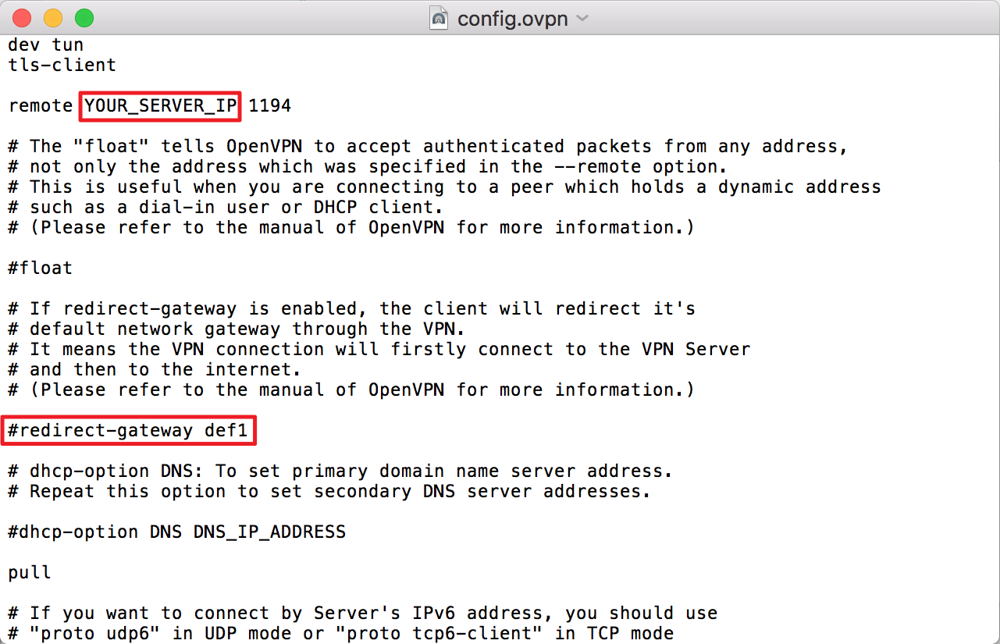 config.ovpn
dev tun
tls-client
remote YOUR_SERVER_IP 1194
# The "float" tells OpenVPN to accept authenticated packets from any address,
# not only the address which was specified in the --remote option.
# This is useful when you are connecting to a peer which holds a dynamic address
# such as a dial-in user or DHCP client.
# (Please refer to the manual of OpenVPN for more information.)
#float
# If redirect-gateway is enabled, the client will redirect it's
# default network gateway through the VPN.
# It means the VPN connection will firstly connect to the VPN Server
# and then to the internet.
# (Please refer to the manual of OpenVPN for more information.)
#redirect-gateway def1
# dhcp-option DNS: To set primary domain name server address.
# Repeat this option to set secondary DNS server addresses.
#dhcp-option DNS DNS_IP_ADDRESS
pull
# If you want to connect by Server's IPv6 address, you should use
# "proto udp6" in UDP mode or "proto tcp6-client" in TCP mode